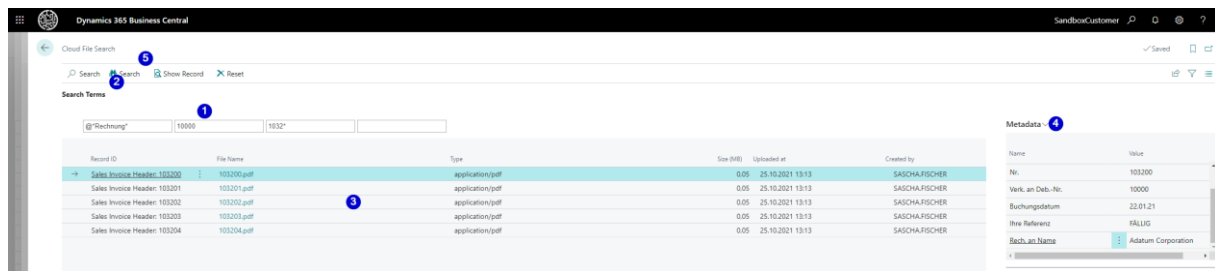 Dynamics 365 Business Central SandboxCustomer ?
Cloud File Search Saved
5
Search Search Show Record Reset
2
Search Terms
1
@*Rechnung* 10000 1032*
Metadata 4
Record ID File Name Type Size (MB) Uploaded at Created by
Name Value
Sales Invoice Header: 103200 103200.pdf application/pdf 0.05 25.10.2021 13:13 SASCHA.FISCHER
Nr. 103200
Sales Invoice Header: 103201 103201.pdf application/pdf 0.05 25.10.2021 13:13 SASCHA.FISCHER
Verk. an Deb.-Nr. 10000
Sales Invoice Header: 103202 103202.pdf 3 application/pdf 0.05 25.10.2021 13:13 SASCHA.FISCHER
Buchungsdatum 22.01.21
Sales Invoice Header: 103203 103203.pdf application/pdf 0.05 25.10.2021 13:13 SASCHA.FISCHER
Ihre Referenz FÄLLIG
Sales Invoice Header: 103204 103204.pdf application/pdf 0.05 25.10.2021 13:13 SASCHA.FISCHER
Rech. an Name Adatum Corporation